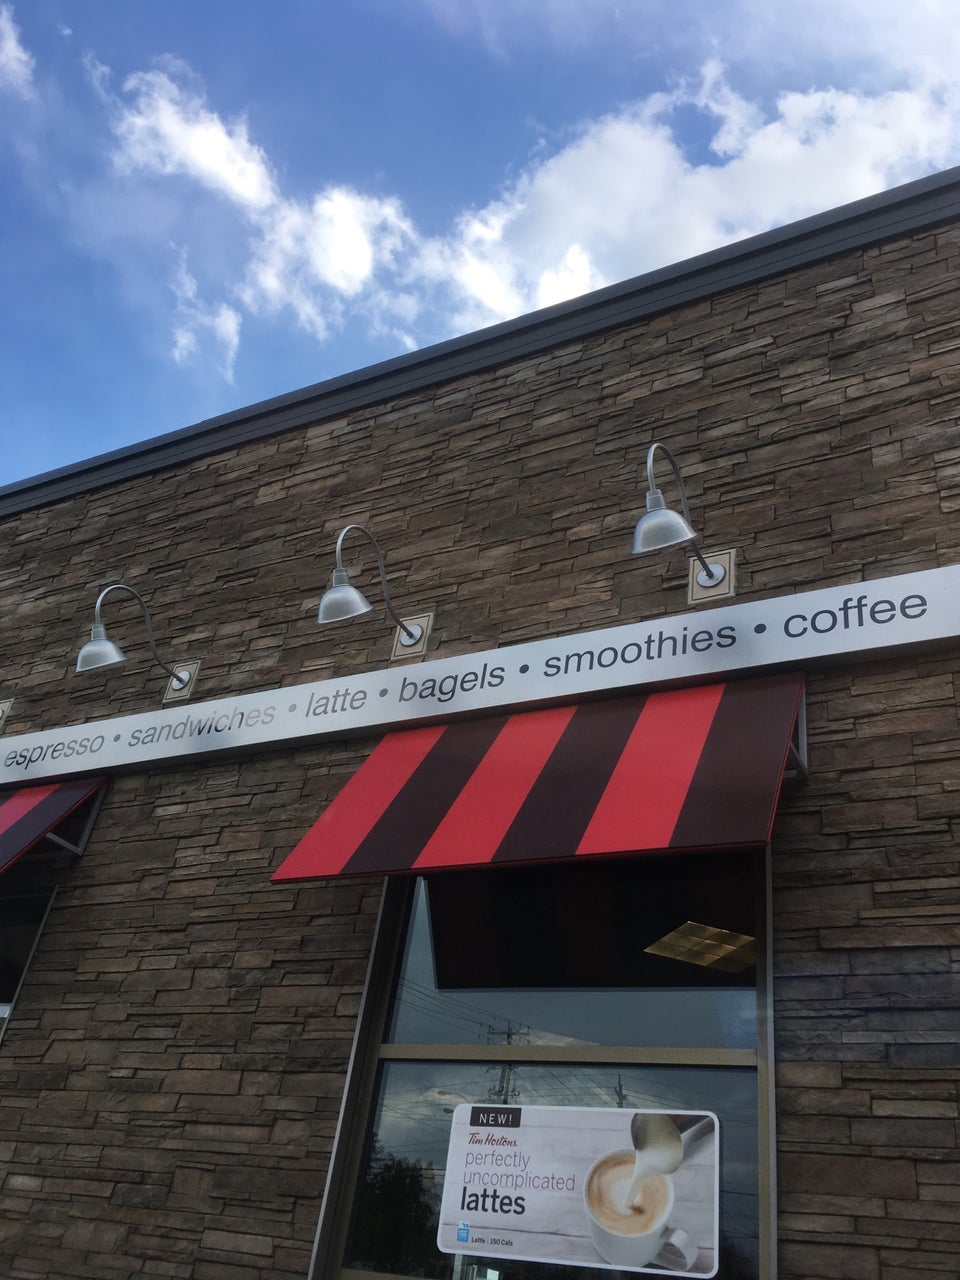 espresso • sandwiches • latte • bagels • smoothies • coffee
NEW!
Tim Hortons.
perfectly
uncomplicated
lattes
Latte | 150 Cals